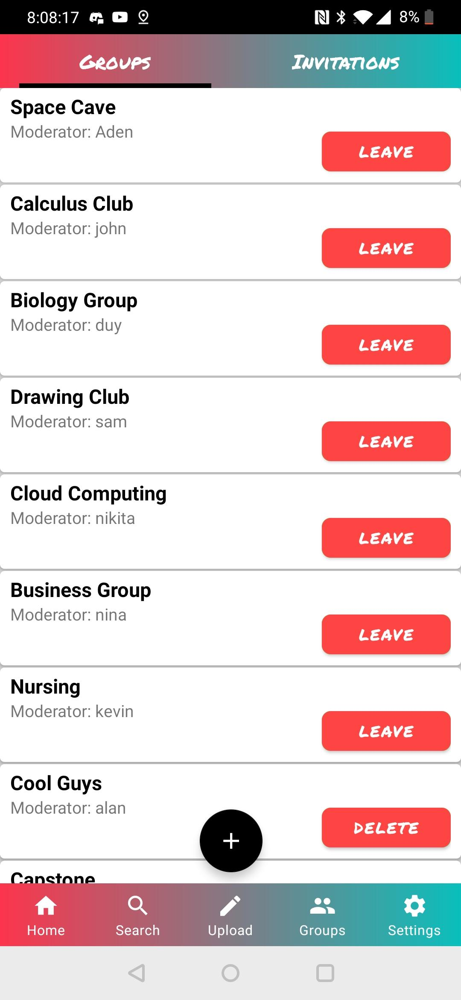 8:08:17 8%
Groups Invitations
Space Cave
Moderator: Aden
LEAVE
Calculus Club
Moderator: john
LEAVE
Biology Group
Moderator: duy
LEAVE
Drawing Club
Moderator: sam
LEAVE
Cloud Computing
Moderator: nikita
LEAVE
Business Group
Moderator: nina
LEAVE
Nursing
Moderator: kevin
LEAVE
Cool Guys
Moderator: alan
DELETE
+
Capstone
Home Search Upload Groups Settings